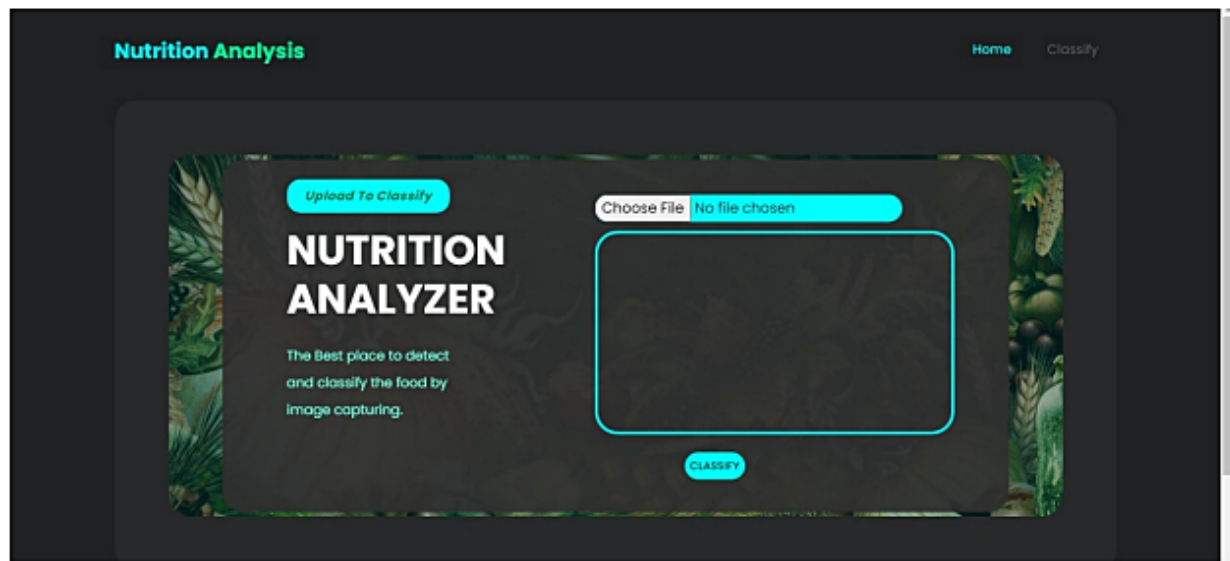 Nutrition Analysis
Home Classify
Upload To Classify
NUTRITION
ANALYZER
The Best place to detect
and classify the food by
image capturing.
Choose File No file chosen
CLASSIFY